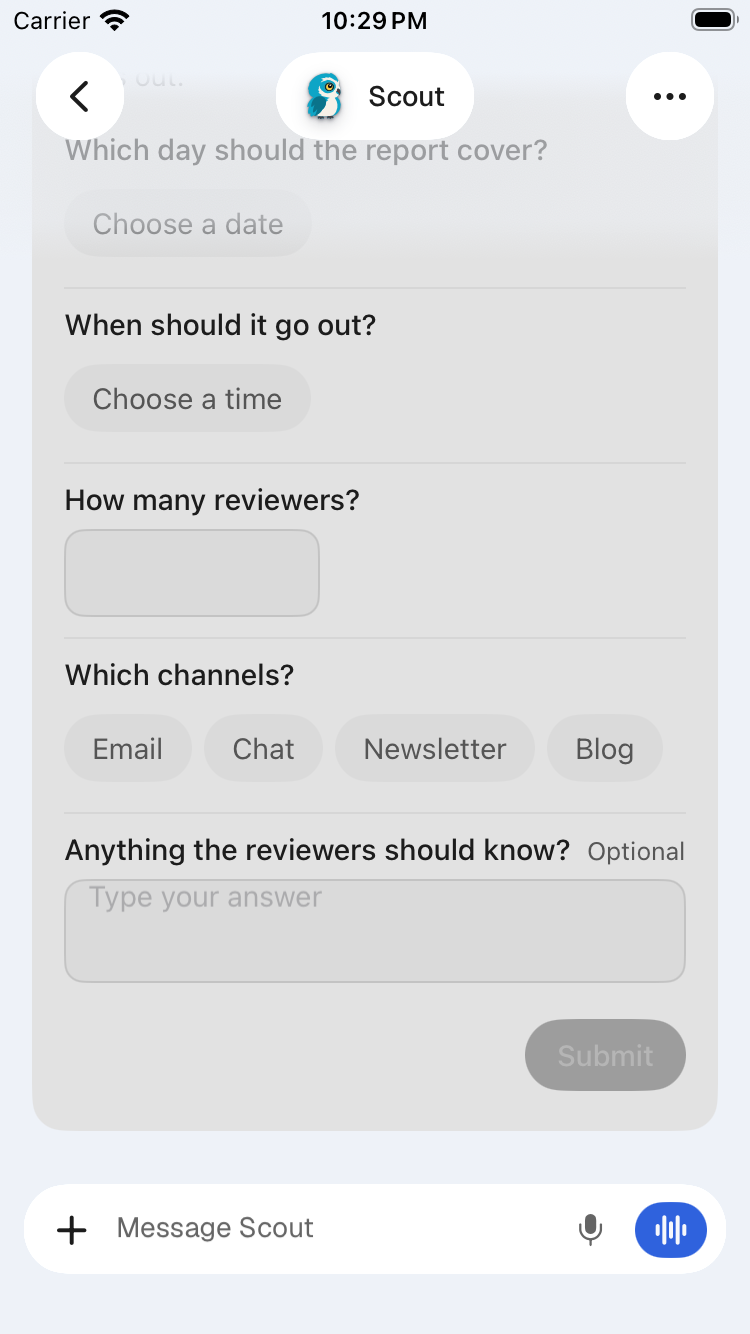 Carrier
10:29 PM
Scout
out.
Which day should the report cover?
Choose a date
When should it go out?
Choose a time
How many reviewers?
Which channels?
Email Chat Newsletter Blog
Anything the reviewers should know? Optional
Type your answer
Submit
Message Scout